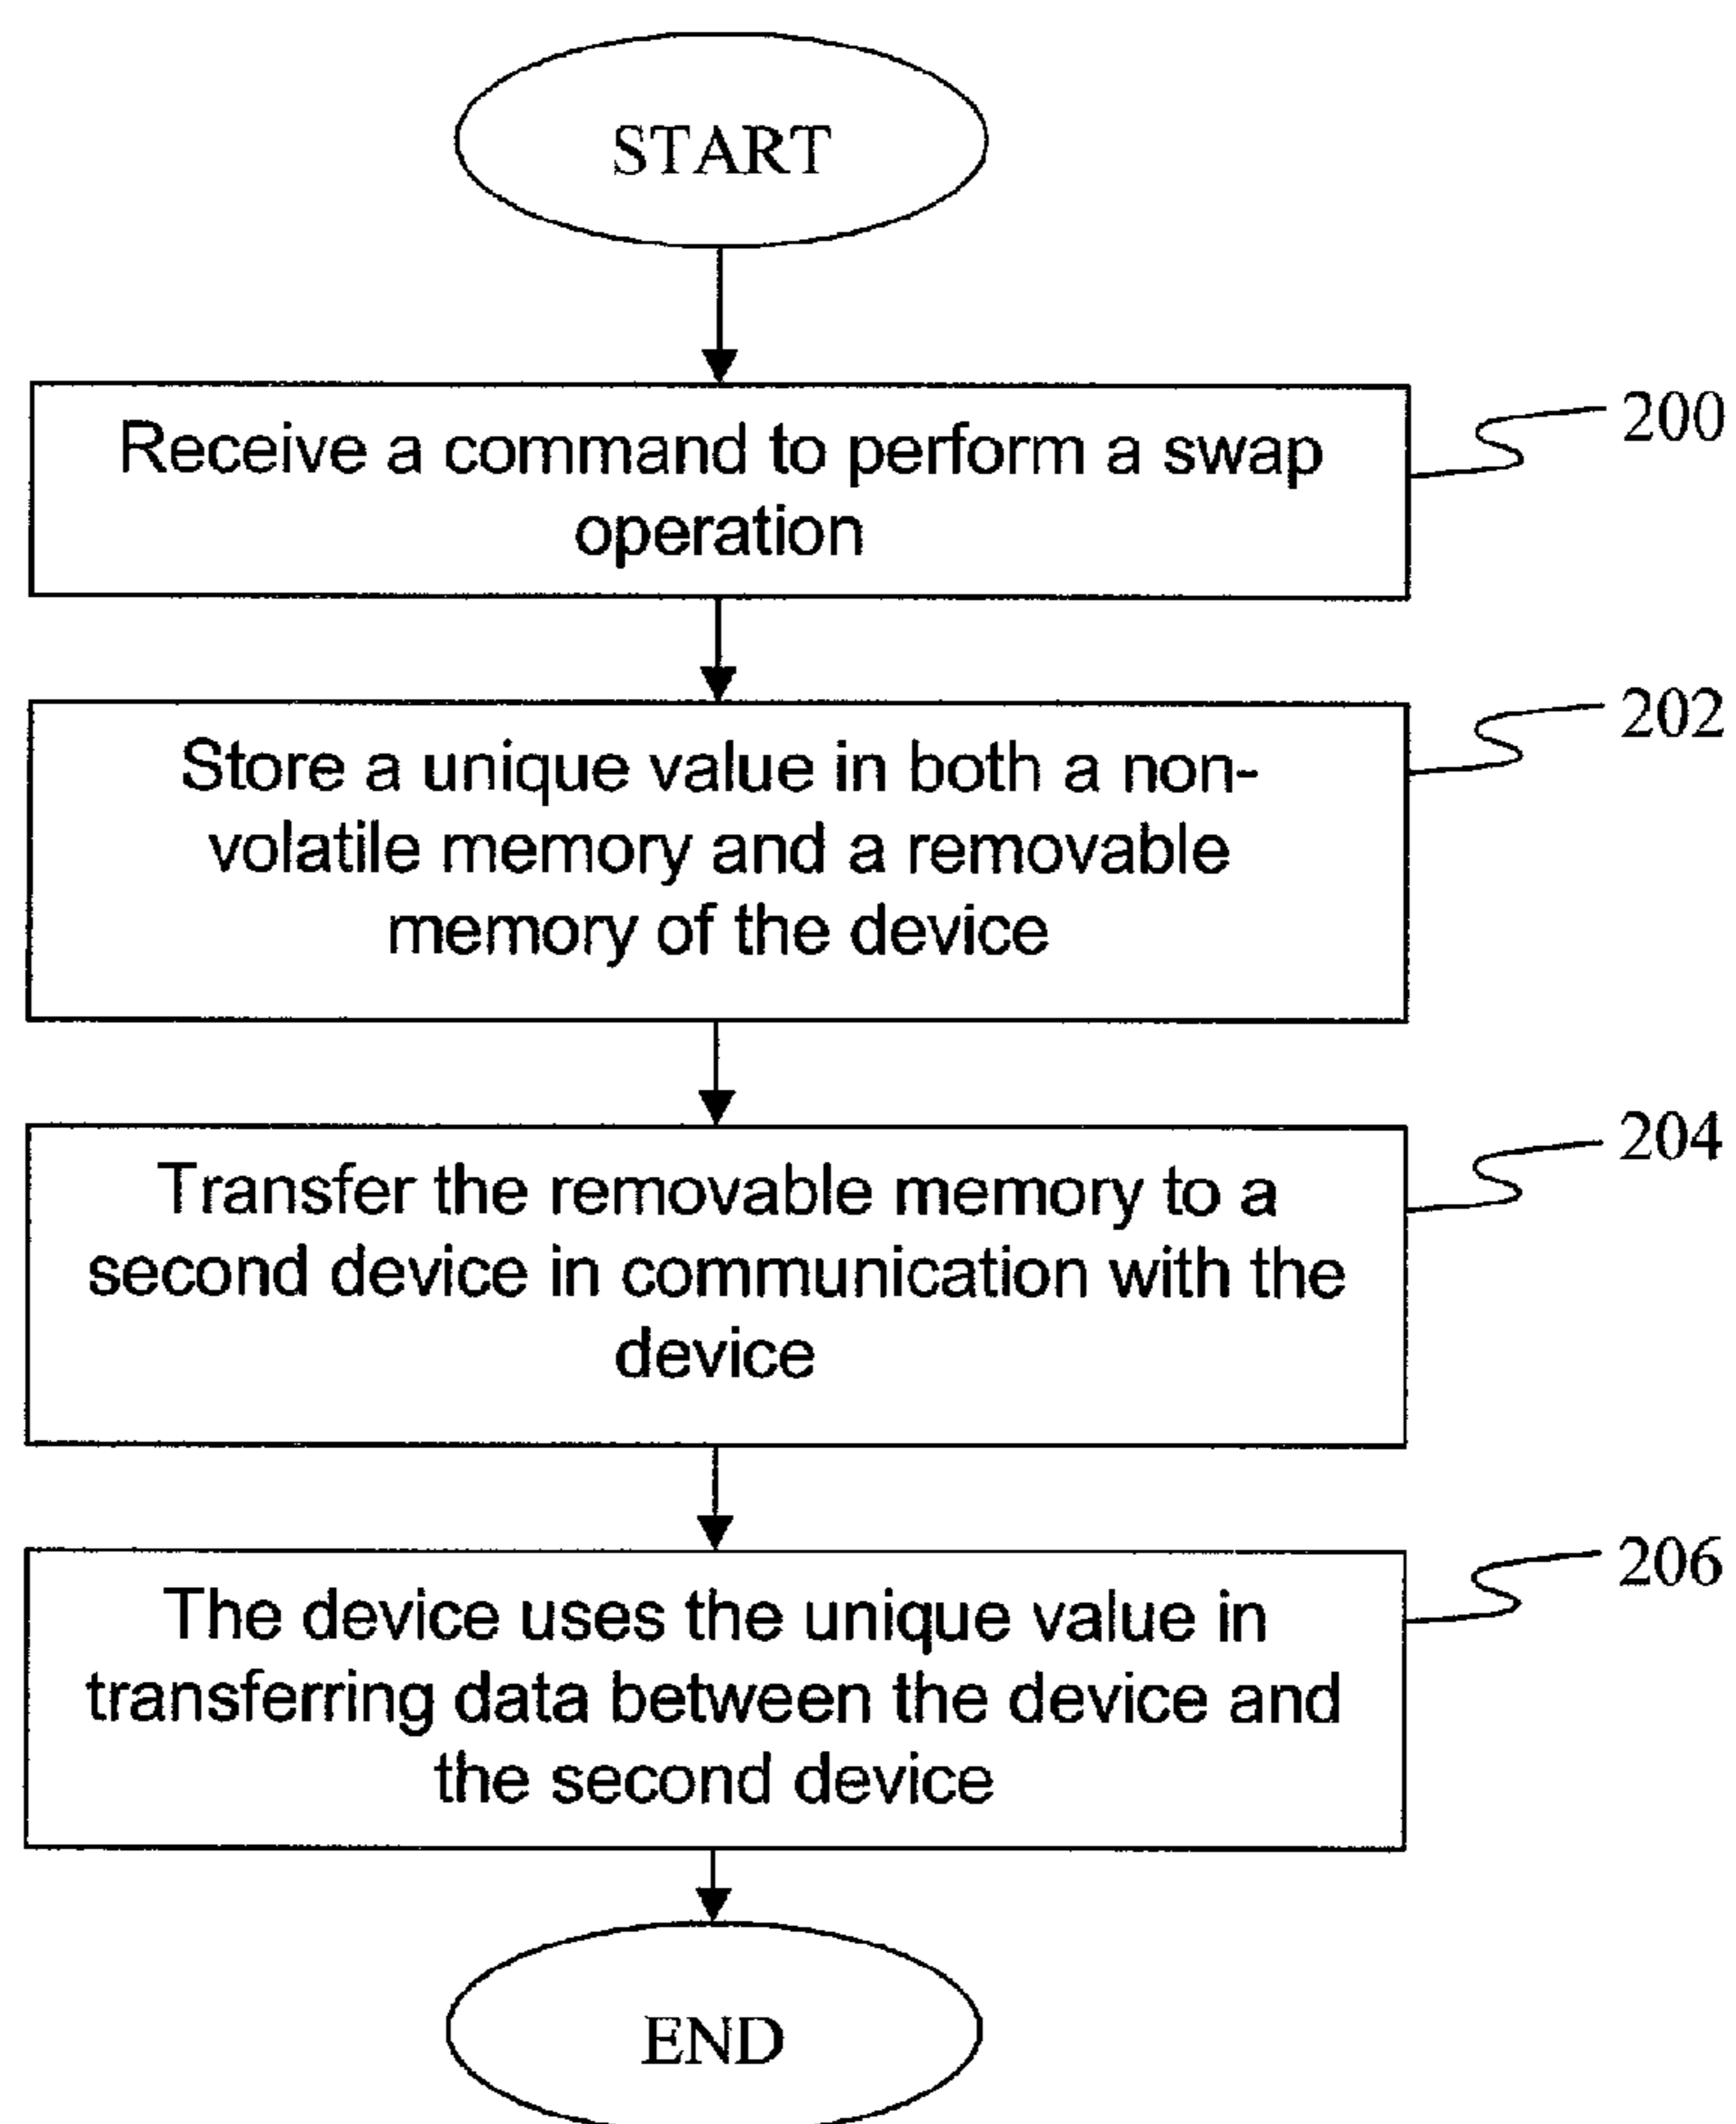 START
Receive a command to perform a swap
operation
200
Store a unique value in both a non-
volatile memory and a removable
memory of the device
202
Transfer the removable memory to a
second device in communication with the
device
204
The device uses the unique value in
transferring data between the device and
the second device
206
END